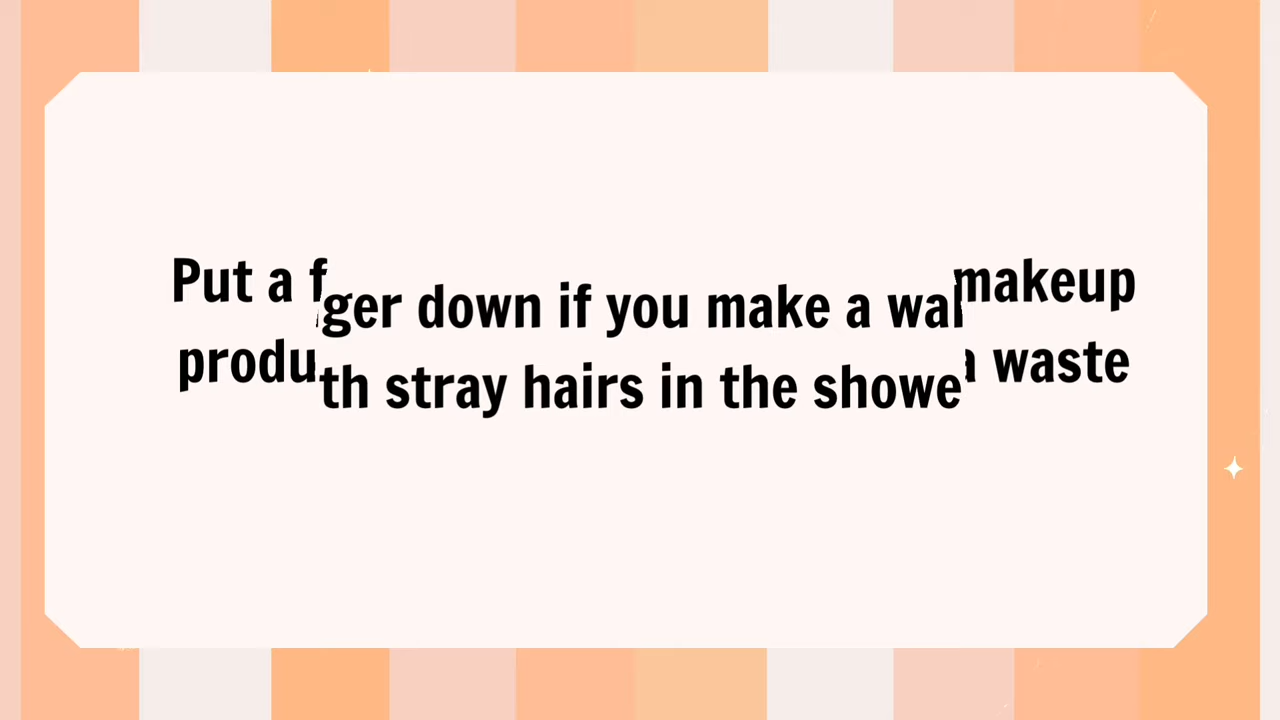 Put a f ger down if you make a wal makeup
produ th stray hairs in the showe a waste